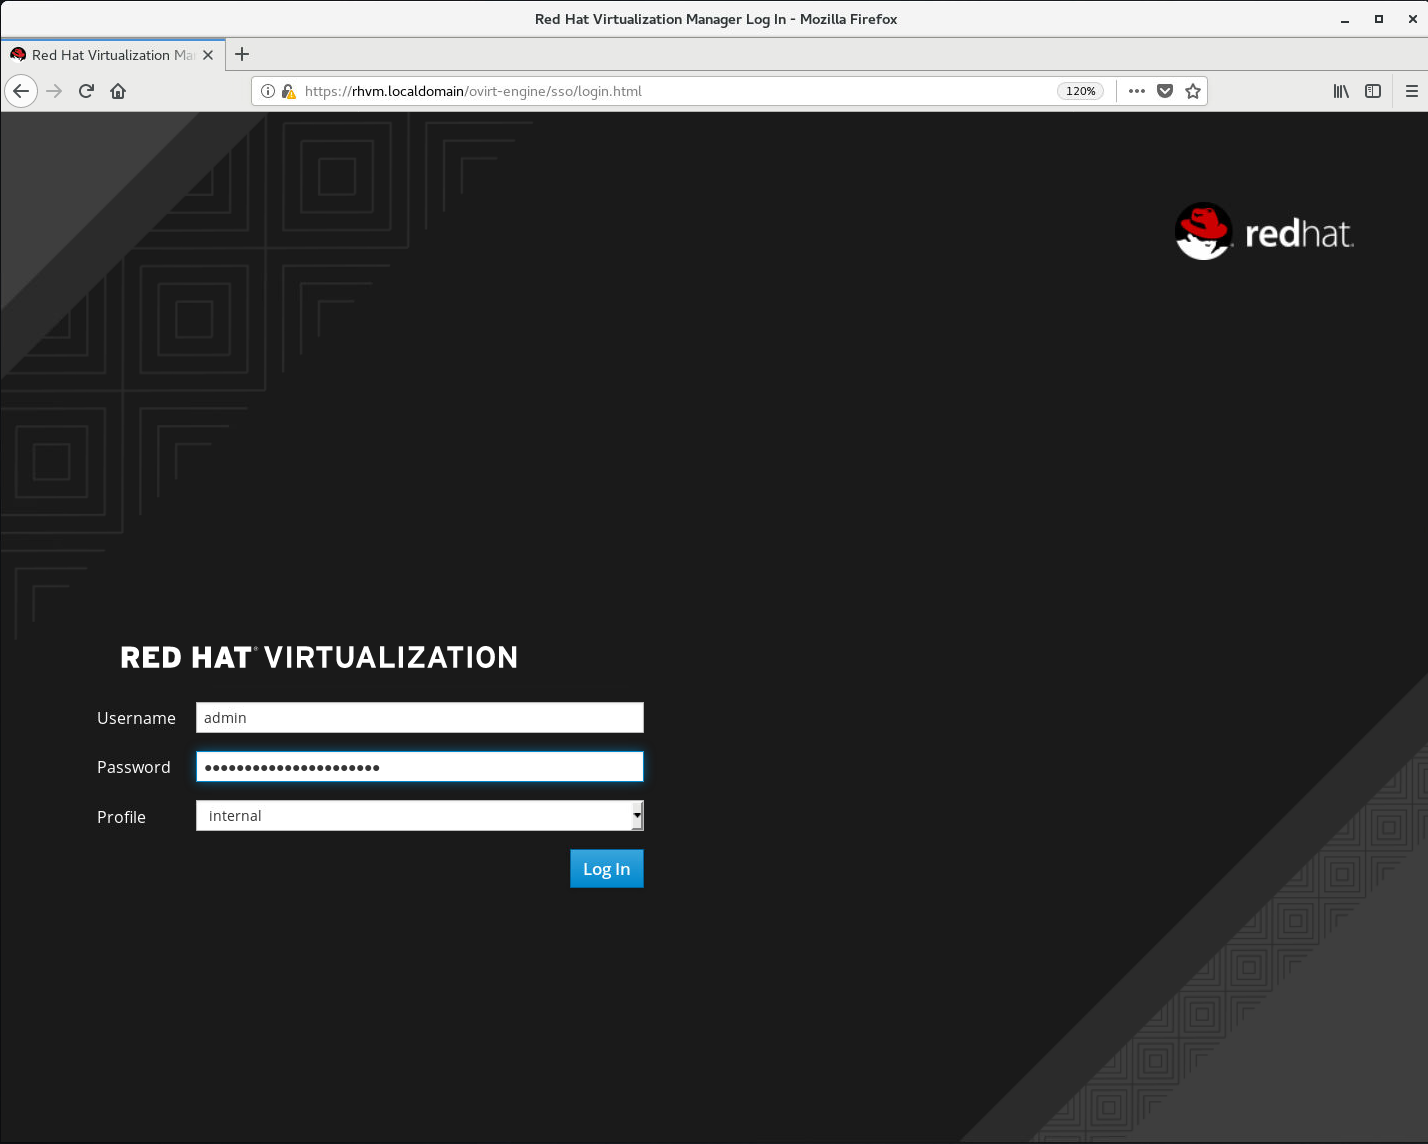 Red Hat Virtualization Manager Log In - Mozilla Firefox
Red Hat Virtualization Ma
https://rhvm.localdomain/ovirt-engine/sso/login.html
120%
redhat.
RED HAT® VIRTUALIZATION
Username admin
Password ●●●●●●●●●●●●●●●●●●●●●●
Profile internal
Log In